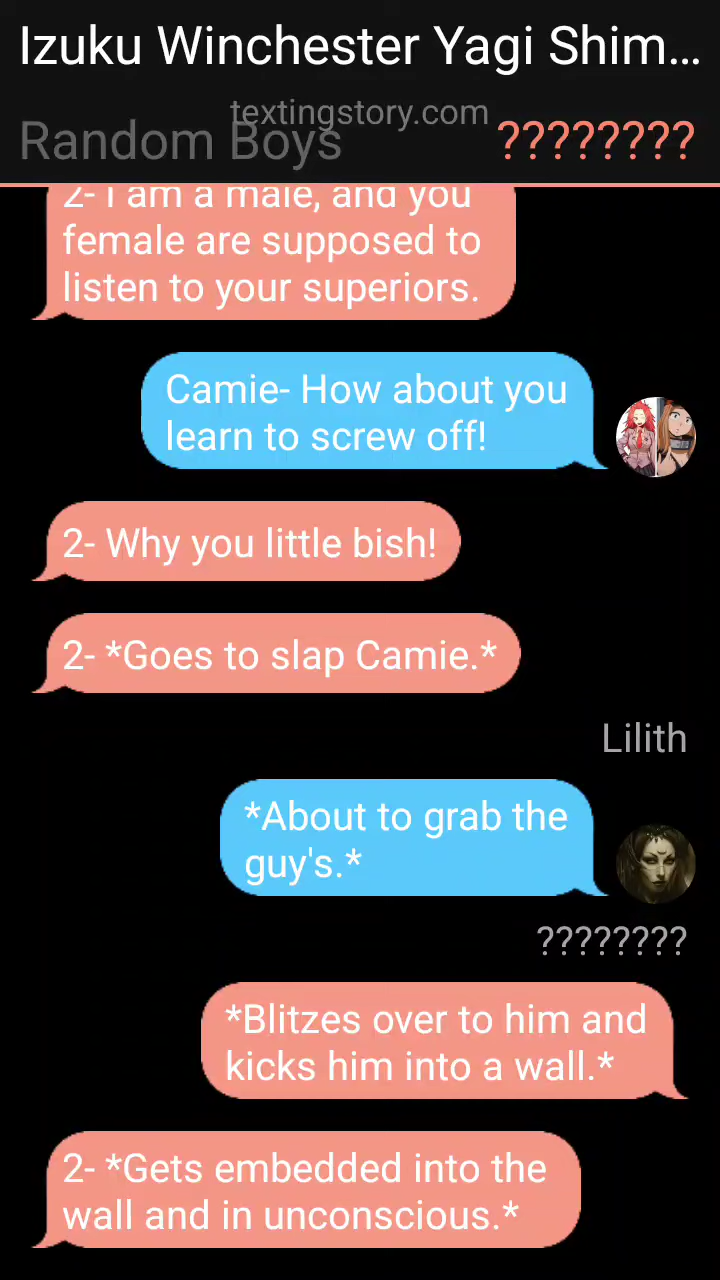 Izuku Winchester Yagi Shim...
textingstory.com
Random Boys
????????
2- I am a male, and you
female are supposed to
listen to your superiors.
Camie- How about you
learn to screw off!
2- Why you little bish!
2- *Goes to slap Camie.*
Lilith
*About to grab the
guy's.*
????????
*Blitzes over to him and
kicks him into a wall.*
2- *Gets embedded into the
wall and in unconscious.*